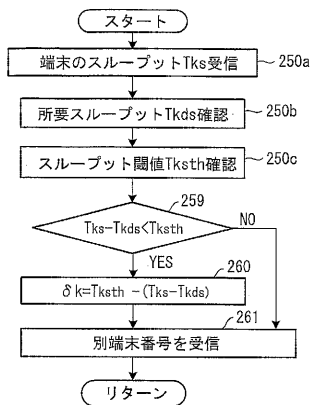 スタート
端末のスループットTks受信
250a
所要スループットTkds確認
250b
スループット閾値Tksth確認
250c
259
Tks-Tkds<Tksth
NO
YES
260
δk=Tksth -(Tks-Tkds)
261
別端末番号を受信
リターン